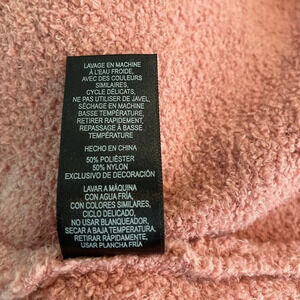 LAVAGE EN MACHINE
À L'EAU FROIDE,
AVEC DES COULEURS
SIMILAIRES,
CYCLE DÉLICATS,
NE PAS UTILISER DE JAVEL,
SÉCHAGE EN MACHINE
BASSE TEMPÉRATURE,
RETIRER RAPIDEMENT,
REPASSAGE À BASSE
TEMPÉRATURE
HECHO EN CHINA
50% POLIÉSTER
50% NYLON
EXCLUSIVO DE DECORACIÓN
LAVAR A MÁQUINA
CON AGUA FRÍA,
CON COLORES SIMILARES,
CICLO DELICADO,
NO USAR BLANQUEADOR,
SECAR A BAJA TEMPERATURA,
RETIRAR RÁPIDAMENTE,
USAR PLANCHA FRÍA